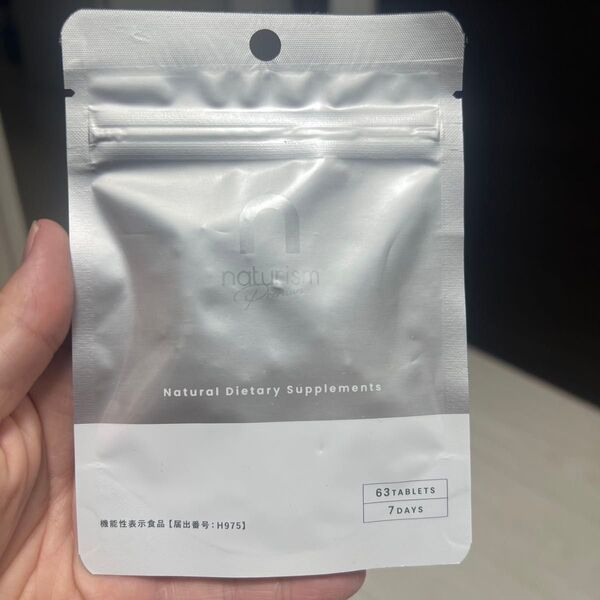 n
naturism
Premium
Natural Dietary Supplements
63 TABLETS
7 DAYS
機能性表示食品【届出番号：H975】